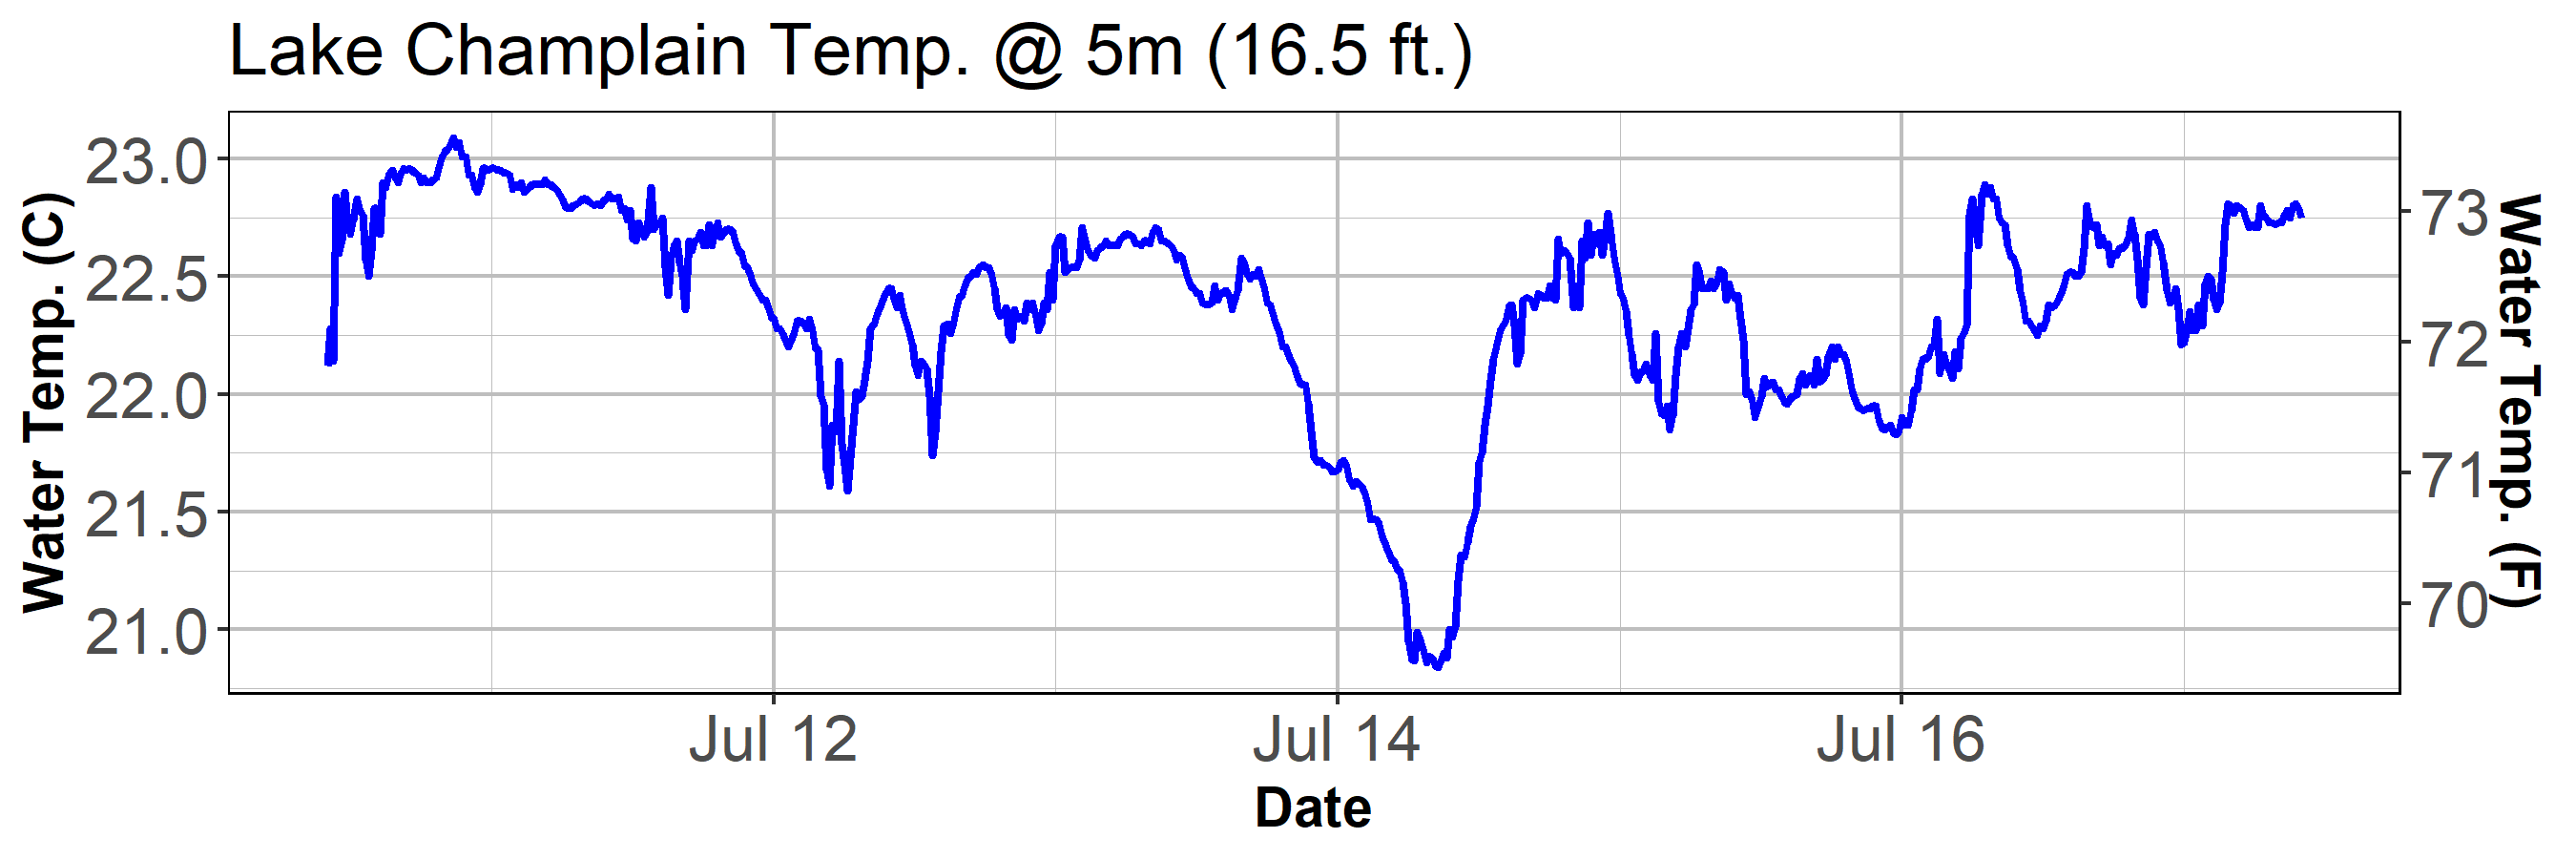 Lake Champlain Temp. @ 5m (16.5 ft.)
Water Temp. (C)
23.0
22.5
22.0
21.5
21.0
73
72
71
70
Water Temp. (F)
Jul 12
Jul 14
Jul 16
Date